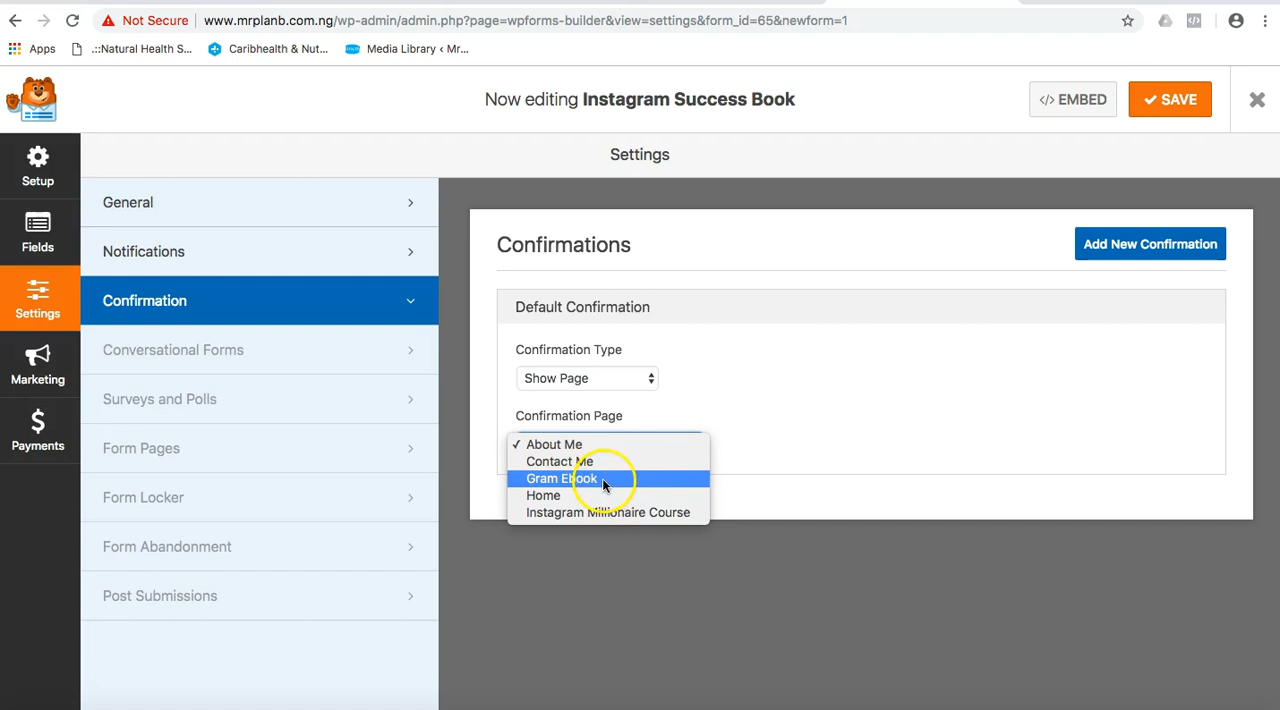 Not Secure
www.mrplanb.com.ng/wp-admin/admin.php?page=wpforms-builder&view=settings&form_id=65&newform=1
Apps
.::Natural Health S...
Caribhealth & Nut...
Media Library ‹ Mr...
Now editing Instagram Success Book
</> EMBED
SAVE
Setup
Fields
Settings
Marketing
Payments
Settings
General
Notifications
Confirmation
Conversational Forms
Surveys and Polls
Form Pages
Form Locker
Form Abandonment
Post Submissions
Confirmations
Add New Confirmation
Default Confirmation
Confirmation Type
Show Page
Confirmation Page
✓ About Me
Contact Me
Gram Ebook
Home
Instagram Millionaire Course